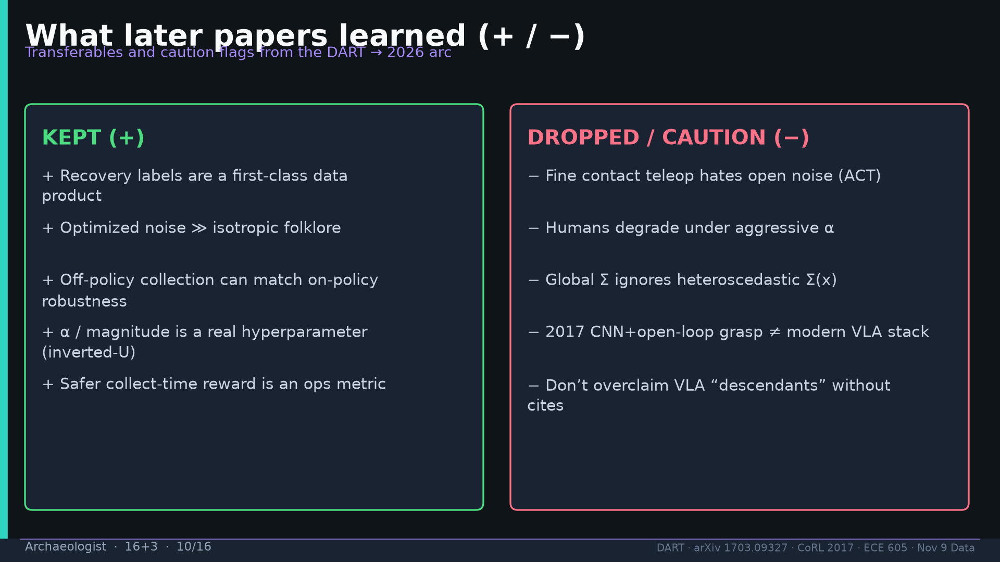 What later papers learned (+ / −)
Transferables and caution flags from the DART → 2026 arc
KEPT (+)
+ Recovery labels are a first-class data
product
+ Optimized noise ≫ isotropic folklore
+ Off-policy collection can match on-policy
robustness
+ α / magnitude is a real hyperparameter
(inverted-U)
+ Safer collect-time reward is an ops metric
DROPPED / CAUTION (−)
− Fine contact teleop hates open noise (ACT)
− Humans degrade under aggressive α
− Global Σ ignores heteroscedastic Σ(x)
− 2017 CNN+open-loop grasp ≠ modern VLA stack
− Don’t overclaim VLA “descendants” without
cites
Archaeologist · 16+3 · 10/16
DART · arXiv 1703.09327 · CoRL 2017 · ECE 605 · Nov 9 Data